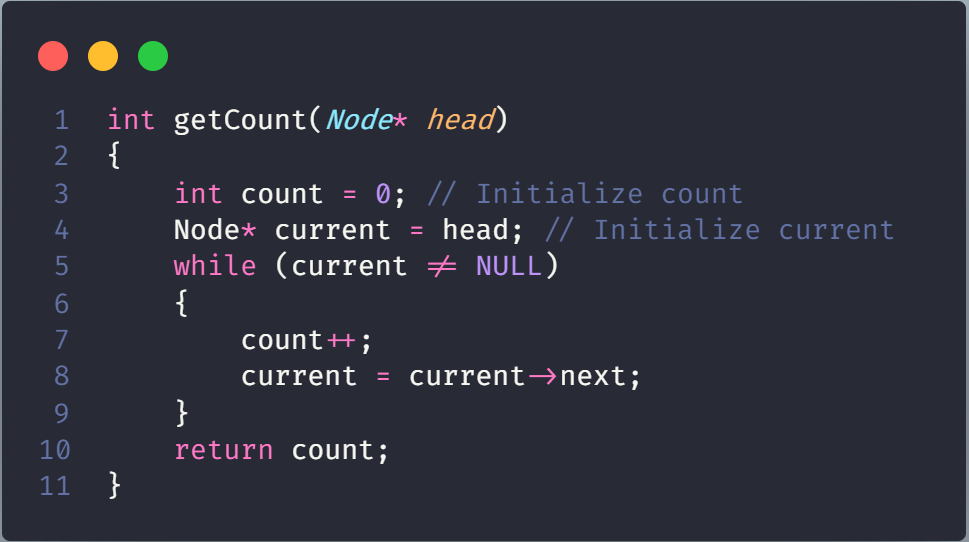 1 int getCount(Node* head)
2 {
3     int count = 0; // Initialize count
4     Node* current = head; // Initialize current
5     while (current != NULL)
6     {
7         count++;
8         current = current->next;
9     }
10     return count;
11 }